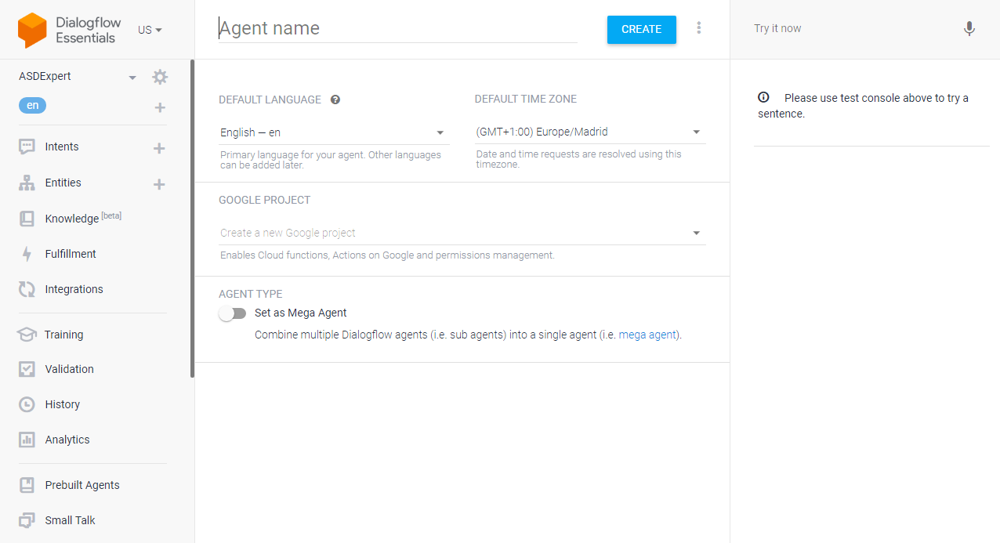 Dialogflow
Essentials
US
ASDExpert
en
Intents
Entities
Knowledge [beta]
Fulfillment
Integrations
Training
Validation
History
Analytics
Prebuilt Agents
Small Talk
Agent name
CREATE
DEFAULT LANGUAGE
English — en
Primary language for your agent. Other languages
can be added later.
DEFAULT TIME ZONE
(GMT+1:00) Europe/Madrid
Date and time requests are resolved using this
timezone.
GOOGLE PROJECT
Create a new Google project
Enables Cloud functions, Actions on Google and permissions management.
AGENT TYPE
Set as Mega Agent
Combine multiple Dialogflow agents (i.e. sub agents) into a single agent (i.e. mega agent).
Try it now
Please use test console above to try a
sentence.